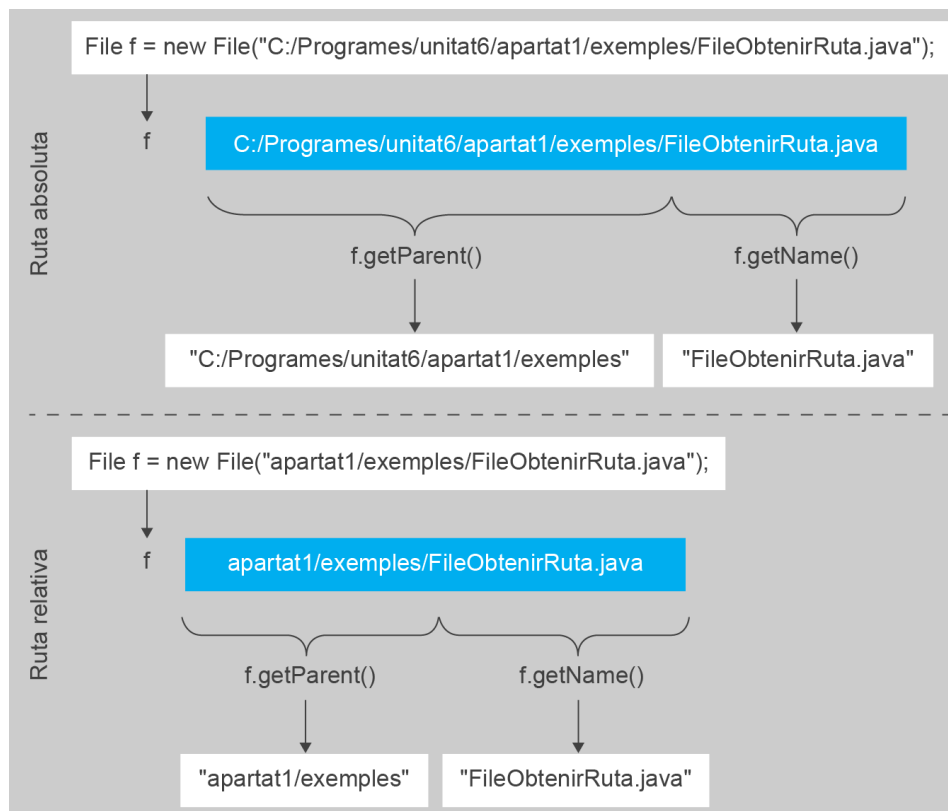 File f = new File("C:/Programes/unitat6/apartat1/exemples/FileObtenirRuta.java");
Ruta absoluta
f
C:/Programes/unitat6/apartat1/exemples/FileObtenirRuta.java
f.getParent()
f.getName()
"C:/Programes/unitat6/apartat1/exemples"
"FileObtenirRuta.java"
File f = new File("apartat1/exemples/FileObtenirRuta.java");
Ruta relativa
f
apartat1/exemples/FileObtenirRuta.java
f.getParent()
f.getName()
"apartat1/exemples"
"FileObtenirRuta.java"